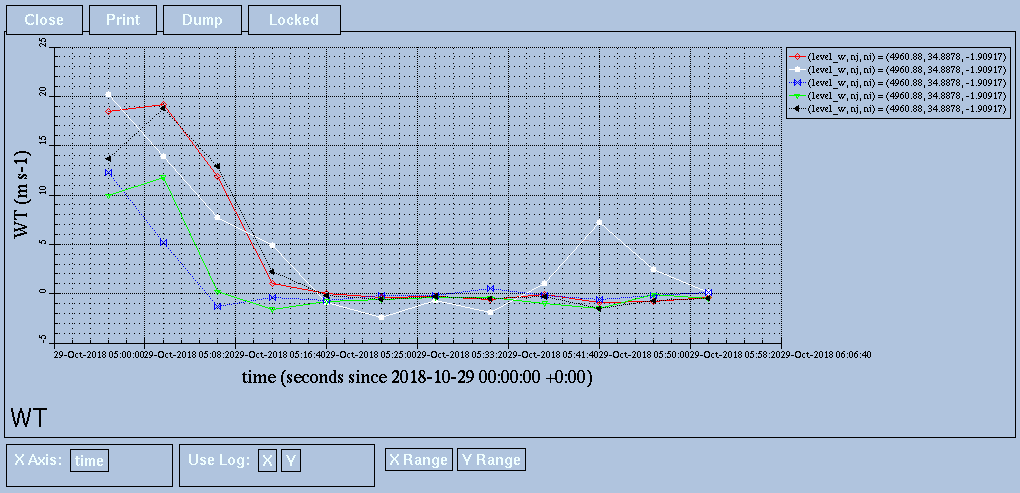 Close Print Dump Locked
25
20
15
10
5
0
-5
WT (m s-1)
(level_w, nj, ni) = (4960.88, 34.8878, -1.90917)
(level_w, nj, ni) = (4960.88, 34.8878, -1.90917)
(level_w, nj, ni) = (4960.88, 34.8878, -1.90917)
(level_w, nj, ni) = (4960.88, 34.8878, -1.90917)
(level_w, nj, ni) = (4960.88, 34.8878, -1.90917)
29-Oct-2018 05:00:00 29-Oct-2018 05:08:20 29-Oct-2018 05:16:40 29-Oct-2018 05:25:00 29-Oct-2018 05:33:20 29-Oct-2018 05:41:40 29-Oct-2018 05:50:00 29-Oct-2018 05:58:20 29-Oct-2018 06:06:40
time (seconds since 2018-10-29 00:00:00 +0:00)
WT
X Axis: time Use Log: X Y X Range Y Range